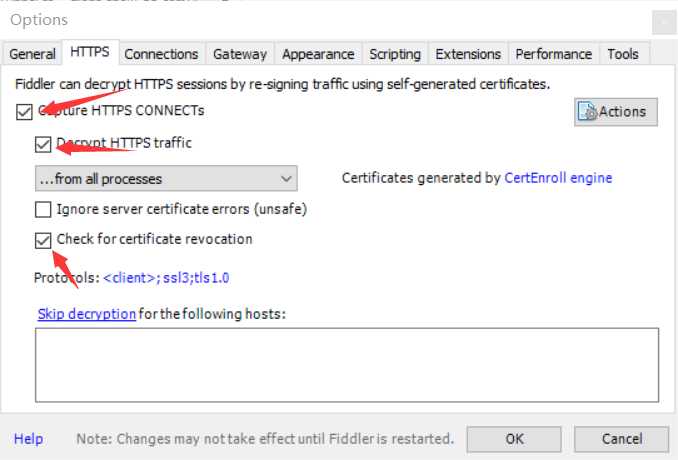 Options
General HTTPS Connections Gateway Appearance Scripting Extensions Performance Tools
Fiddler can decrypt HTTPS sessions by re-signing traffic using self-generated certificates.
Capture HTTPS CONNECTs
Actions
Decrypt HTTPS traffic
...from all processes
Certificates generated by CertEnroll engine
Ignore server certificate errors (unsafe)
Check for certificate revocation
Protocols: <client>; ssl3;tls1.0
Skip decryption for the following hosts:
Help Note: Changes may not take effect until Fiddler is restarted. OK Cancel